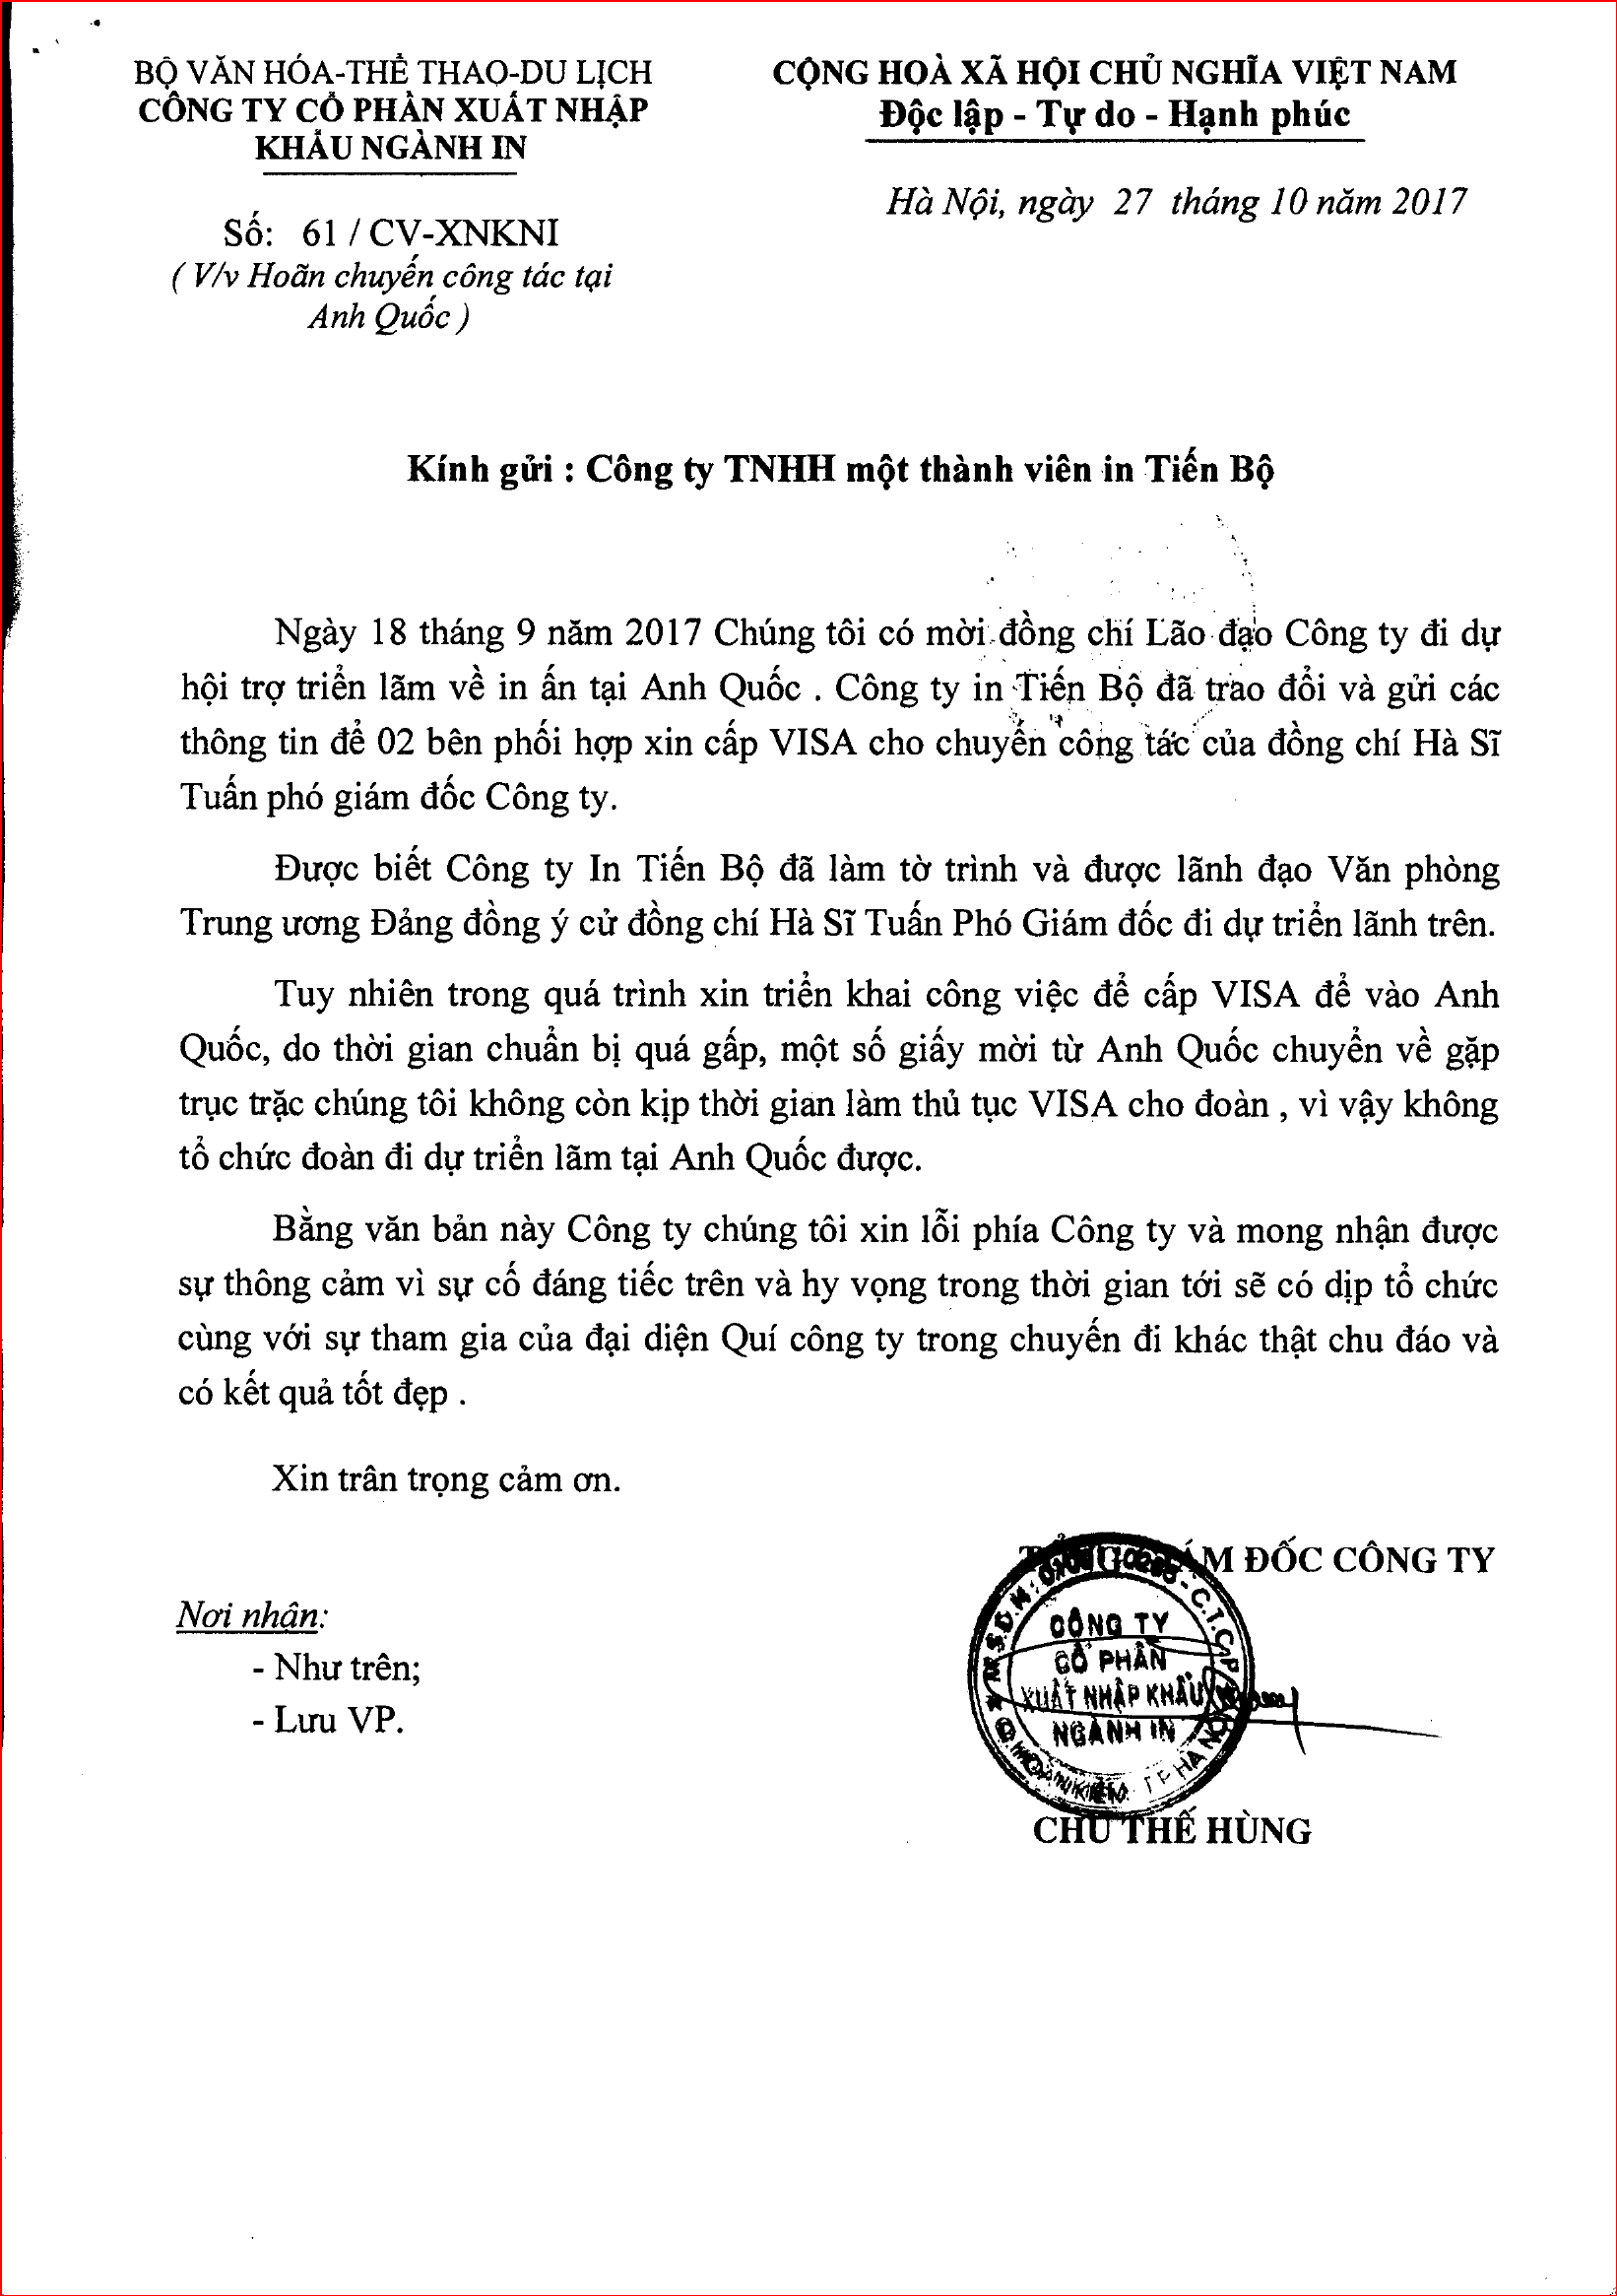 BỘ VĂN HÓA-THỂ THAO-DU LỊCH
CÔNG TY CỔ PHẦN XUẤT NHẬP
KHẨU NGÀNH IN
CỘNG HOÀ XÃ HỘI CHỦ NGHĨA VIỆT NAM
Độc lập - Tự do - Hạnh phúc
Hà Nội, ngày 27 tháng 10 năm 2017
Số: 61 / CV-XNKNI
( V/v Hoãn chuyến công tác tại
Anh Quốc )
Kính gửi : Công ty TNHH một thành viên in Tiến Bộ
Ngày 18 tháng 9 năm 2017 Chúng tôi có mời đồng chí Lão đạo Công ty đi dự
hội trợ triển lãm về in ấn tại Anh Quốc . Công ty in Tiến Bộ đã trao đổi và gửi các
thông tin để 02 bên phối hợp xin cấp VISA cho chuyến công tác của đồng chí Hà Sĩ
Tuấn phó giám đốc Công ty.
Được biết Công ty In Tiến Bộ đã làm tờ trình và được lãnh đạo Văn phòng
Trung ương Đảng đồng ý cử đồng chí Hà Sĩ Tuấn Phó Giám đốc đi dự triển lãnh trên.
Tuy nhiên trong quá trình xin triển khai công việc để cấp VISA để vào Anh
Quốc, do thời gian chuẩn bị quá gấp, một số giấy mời từ Anh Quốc chuyển về gặp
trục trặc chúng tôi không còn kịp thời gian làm thủ tục VISA cho đoàn , vì vậy không
tổ chức đoàn đi dự triển lãm tại Anh Quốc được.
Bằng văn bản này Công ty chúng tôi xin lỗi phía Công ty và mong nhận được
sự thông cảm vì sự cố đáng tiếc trên và hy vọng trong thời gian tới sẽ có dịp tổ chức
cùng với sự tham gia của đại diện Quí công ty trong chuyến đi khác thật chu đáo và
có kết quả tốt đẹp .
Xin trân trọng cảm ơn.
ĐỐC CÔNG TY
Nơi nhận:
- Như trên;
- Lưu VP.
CÔNG TY
CỔ PHẦN
XUẤT NHẬP KHẨU
NGÀNH IN
CHU THẾ HÙNG